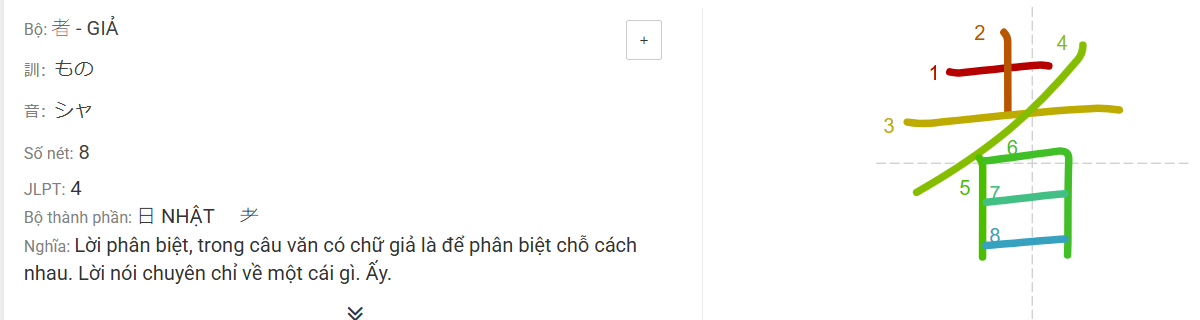 Bộ: 者 - GIẢ
+
訓: もの
音: シャ
Số nét: 8
JLPT: 4
Bộ thành phần: 日 NHẬT 耂
Nghĩa: Lời phân biệt, trong câu văn có chữ giả là để phân biệt chỗ cách
nhau. Lời nói chuyên chỉ về một cái gì. Ấy.
者
1
2
3
4
5
6
7
8